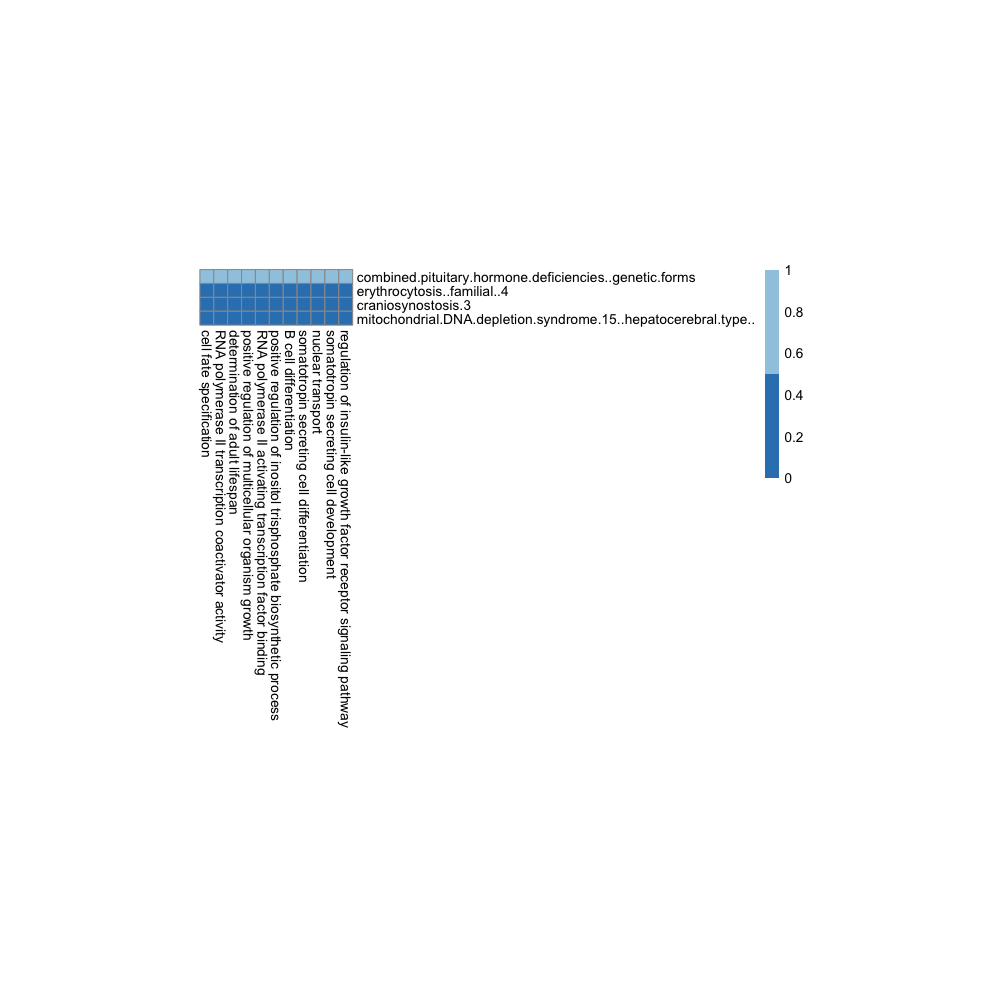 combined.pituitary.hormone.deficiencies..genetic.forms
erythrocytosis..familial..4
craniosynostosis.3
mitochondrial.DNA.depletion.syndrome.15..hepatocerebral.type..
1
0.8
0.6
0.4
0.2
0
cell fate specification
RNA polymerase II transcription coactivator activity
determination of adult lifespan
positive regulation of multicellular organism growth
RNA polymerase II activating transcription factor binding
positive regulation of inositol trisphosphate biosynthetic process
B cell differentiation
somatotropin secreting cell differentiation
nuclear transport
somatotropin secreting cell development
regulation of insulin-like growth factor receptor signaling pathway